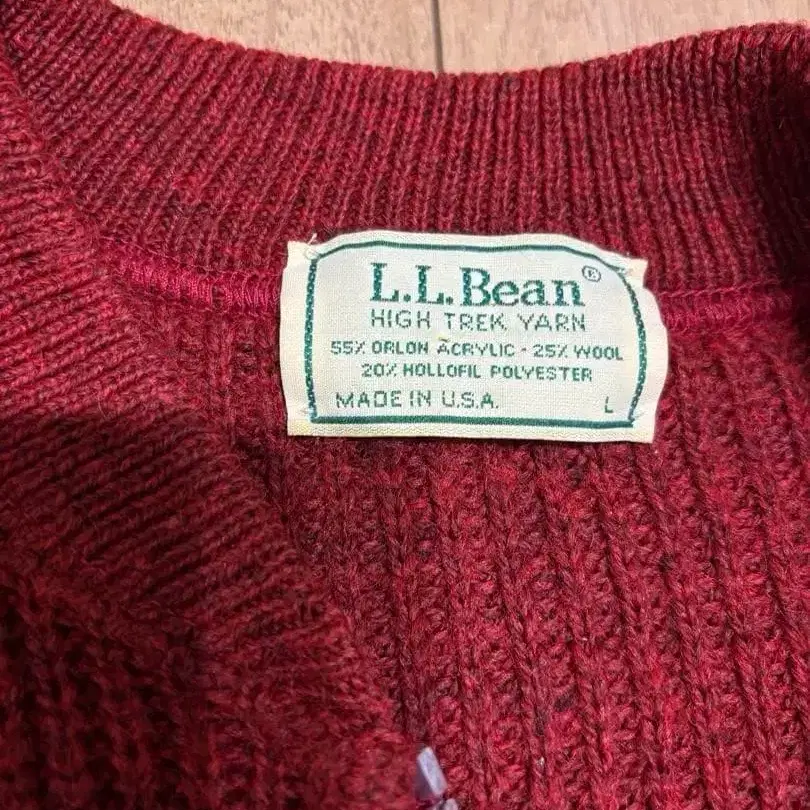 L.L.Bean®
HIGH TREK YARN
55% ORLON ACRYLIC - 25% WOOL
20% HOLLOFIL POLYESTER
MADE IN U.S.A. L